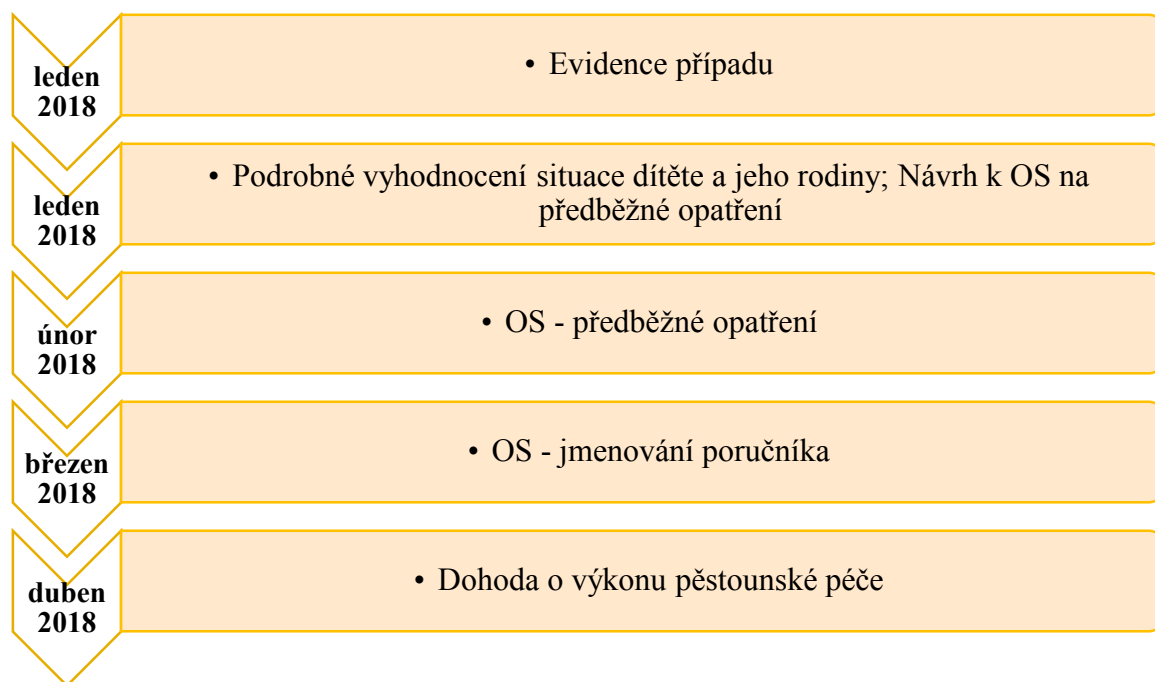 leden
2018
• Evidence případu
leden
2018
• Podrobné vyhodnocení situace dítěte a jeho rodiny; Návrh k OS na
předběžné opatření
únor
2018
• OS - předběžné opatření
březen
2018
• OS - jmenování poručníka
duben
2018
• Dohoda o výkonu pěstounské péče